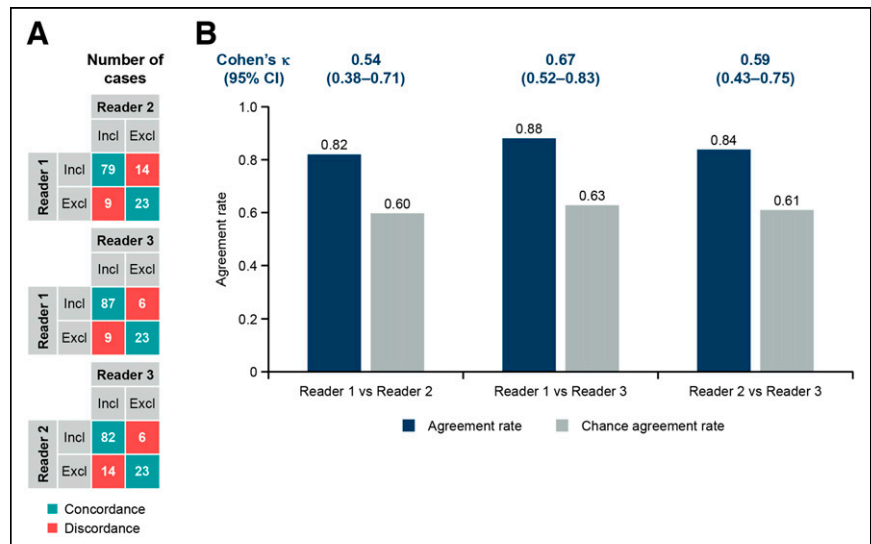 A
Number of
cases
Reader 2
Incl Excl
Reader 1
Incl 79 14
Excl 9 23
Reader 3
Incl Excl
Reader 1
Incl 87 6
Excl 9 23
Reader 3
Incl Excl
Reader 2
Incl 82 6
Excl 14 23
Concordance
Discordance
B
Cohen's κ 0.54 0.67 0.59
(95% CI) (0.38–0.71) (0.52–0.83) (0.43–0.75)
Agreement rate
1.0
0.8
0.6
0.4
0.2
0
0.82
0.60
0.88
0.63
0.84
0.61
Reader 1 vs Reader 2 Reader 1 vs Reader 3 Reader 2 vs Reader 3
Agreement rate Chance agreement rate